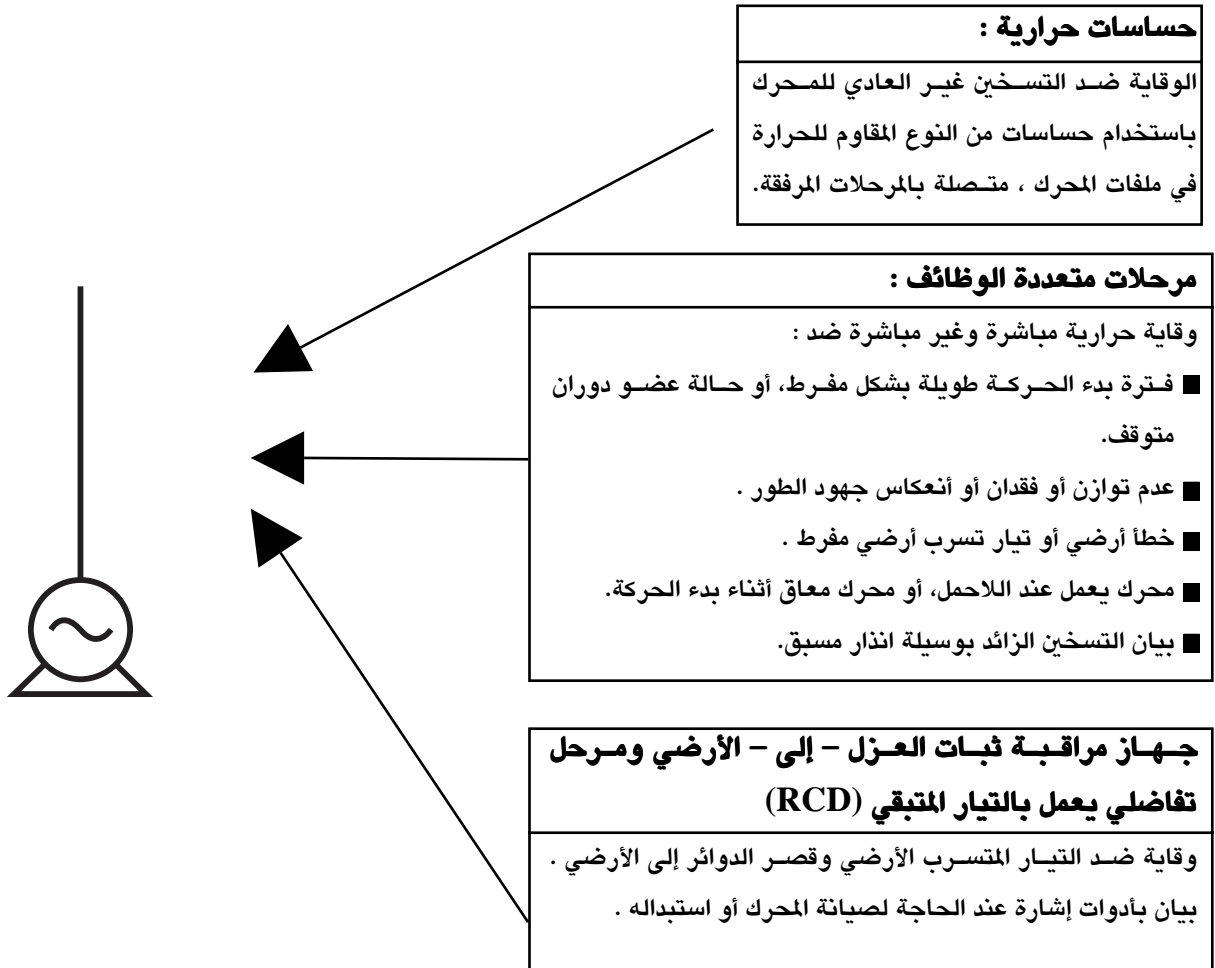 حساسات حرارية :
الوقاية ضد التسخين غير العادي للمحرك
باستخدام حساسات من النوع المقاوم للحرارة
في ملفات المحرك ، متصلة بالمرحلات المرفقة.
مرحلات متعددة الوظائف :
وقاية حرارية مباشرة وغير مباشرة ضد :
■ فترة بدء الحركة طويلة بشكل مفرط، أو حالة عضو دوران
متوقف.
■ عدم توازن أو فقدان أو أنعكاس جهود الطور .
■ خطأ أرضي أو تيار تسرب أرضي مفرط .
■ محرك يعمل عند اللاحمل، أو محرك معاق أثناء بدء الحركة.
■ بيان التسخين الزائد بوسيلة انذار مسبق.
جهاز مراقبة ثبات العزل – إلى – الأرضي ومرحل
تفاضلي يعمل بالتيار المتبقي (RCD)
وقاية ضد التيار المتسرب الأرضي وقصر الدوائر إلى الأرضي .
بيان بأدوات إشارة عند الحاجة لصيانة المحرك أو استبداله .